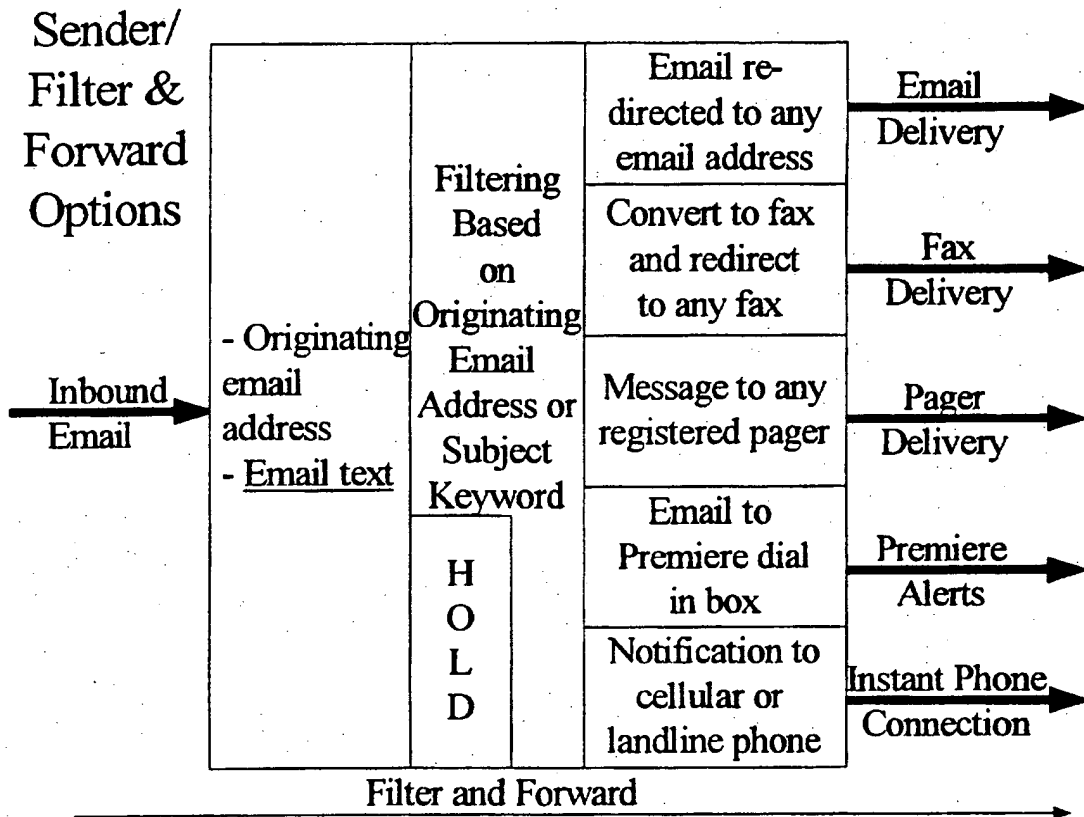 Sender/
Filter &
Forward
Options
Inbound
Email
- Originating
email
address
- Email text
Filtering
Based
on
Originating
Email
Address or
Subject
Keyword
H
O
L
D
Email re-
directed to any
email address
Convert to fax
and redirect
to any fax
Message to any
registered pager
Email to
Premiere dial
in box
Notification to
cellular or
landline phone
Email
Delivery
Fax
Delivery
Pager
Delivery
Premiere
Alerts
Instant Phone
Connection
Filter and Forward